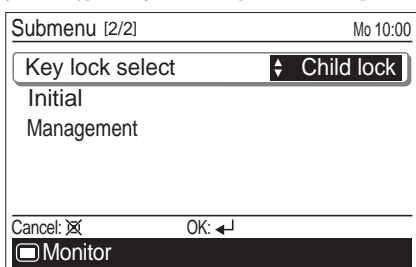 Submenu [2/2] Mo 10:00
Key lock select Child lock
Initial
Management
Cancel: OK:
Monitor